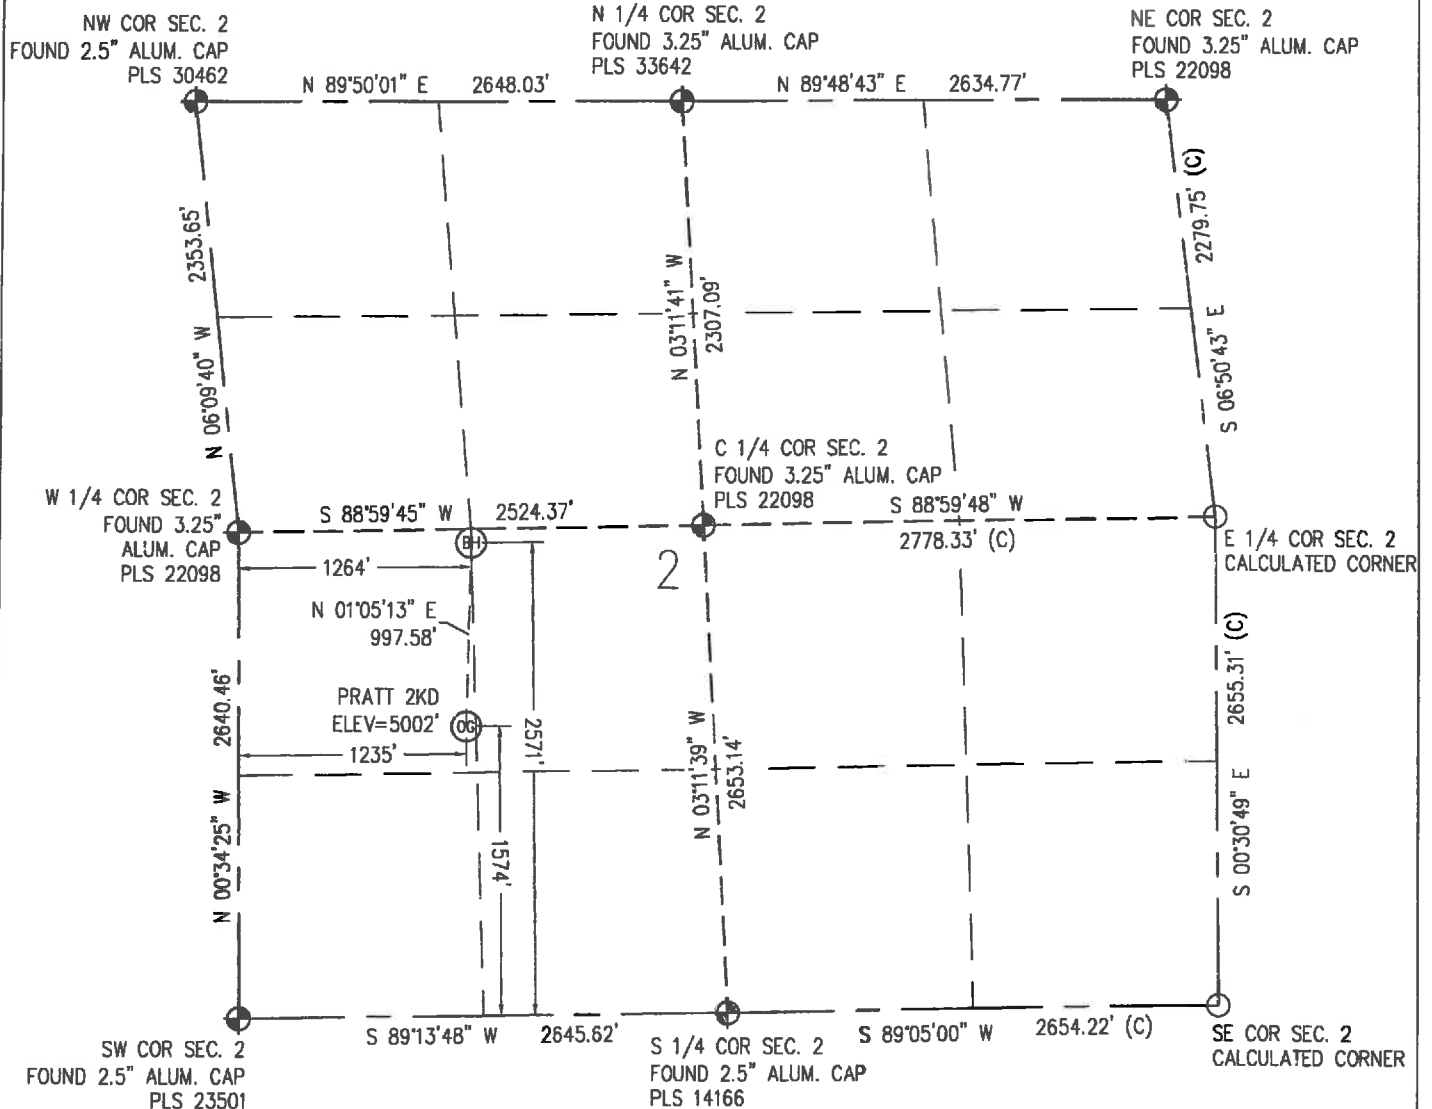 NW COR SEC. 2
FOUND 2.5" ALUM. CAP
PLS 30462
N 1/4 COR SEC. 2
FOUND 3.25" ALUM. CAP
PLS 33642
NE COR SEC. 2
FOUND 3.25" ALUM. CAP
PLS 22098
N 89°50'01" E 2648.03'
N 89°48'43" E 2634.77'
2353.65'
N 06°09'40" W
N 03°11'41" W
2307.09'
2279.75' (C)
S 06°50'43" E
W 1/4 COR SEC. 2
FOUND 3.25"
ALUM. CAP
PLS 22098
S 88°59'45" W 2524.37'
C 1/4 COR SEC. 2
FOUND 3.25" ALUM. CAP
PLS 22098
S 88°59'48" W
2778.33' (C)
E 1/4 COR SEC. 2
CALCULATED CORNER
BH
1264'
2
N 01°05'13" E
997.58'
PRATT 2KD
ELEV=5002'
OG
1235'
2571'
1574'
2640.46'
N 00°34'25" W
N 03°11'39" W
2653.14'
2655.31' (C)
S 00°30'49" E
SW COR SEC. 2
FOUND 2.5" ALUM. CAP
PLS 23501
S 89°13'48" W 2645.62'
S 1/4 COR SEC. 2
FOUND 2.5" ALUM. CAP
PLS 14166
S 89°05'00" W 2654.22' (C)
SE COR SEC. 2
CALCULATED CORNER